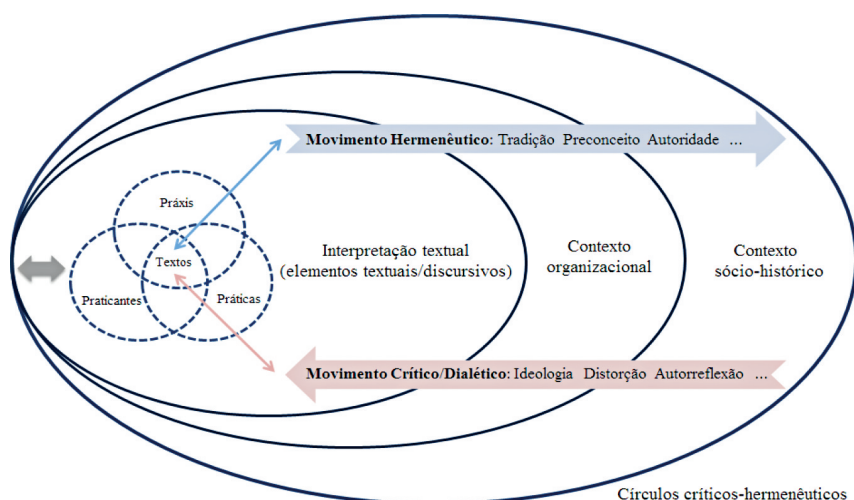 Movimento Hermenêutico: Tradição Preconceito Autoridade ...
Práxis
Textos
Praticantes
Práticas
Interpretação textual
(elementos textuais/discursivos)
Contexto
organizacional
Contexto
sócio-histórico
Movimento Crítico/Dialético: Ideologia Distorção Autorreflexão ...
Círculos críticos-hermenêuticos